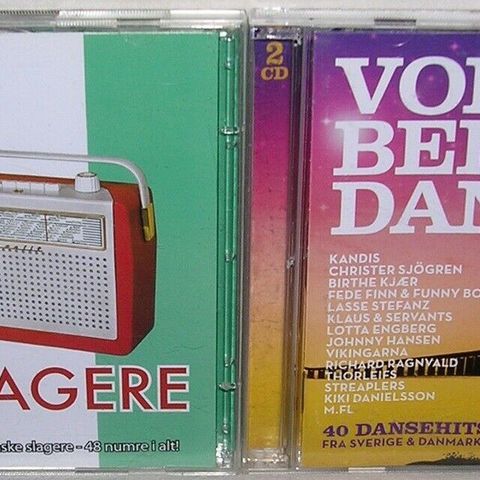 AGERE
ske slagere - 48 numre i alt!
2
CD
VO
BE
DAN
KANDIS
CHRISTER SJÖGREN
BIRTHE KJÆR
FEDE FINN & FUNNY BO
LASSE STEFANZ
KLAUS & SERVANTS
LOTTA ENGBERG
JOHNNY HANSEN
VIKINGARNA
RICHARD RAGNVALD
THORLEIFS
STREAPLERS
KIKI DANIELSSON
M.FL
40 DANSEHITS
FRA SVERIGE & DANMARK